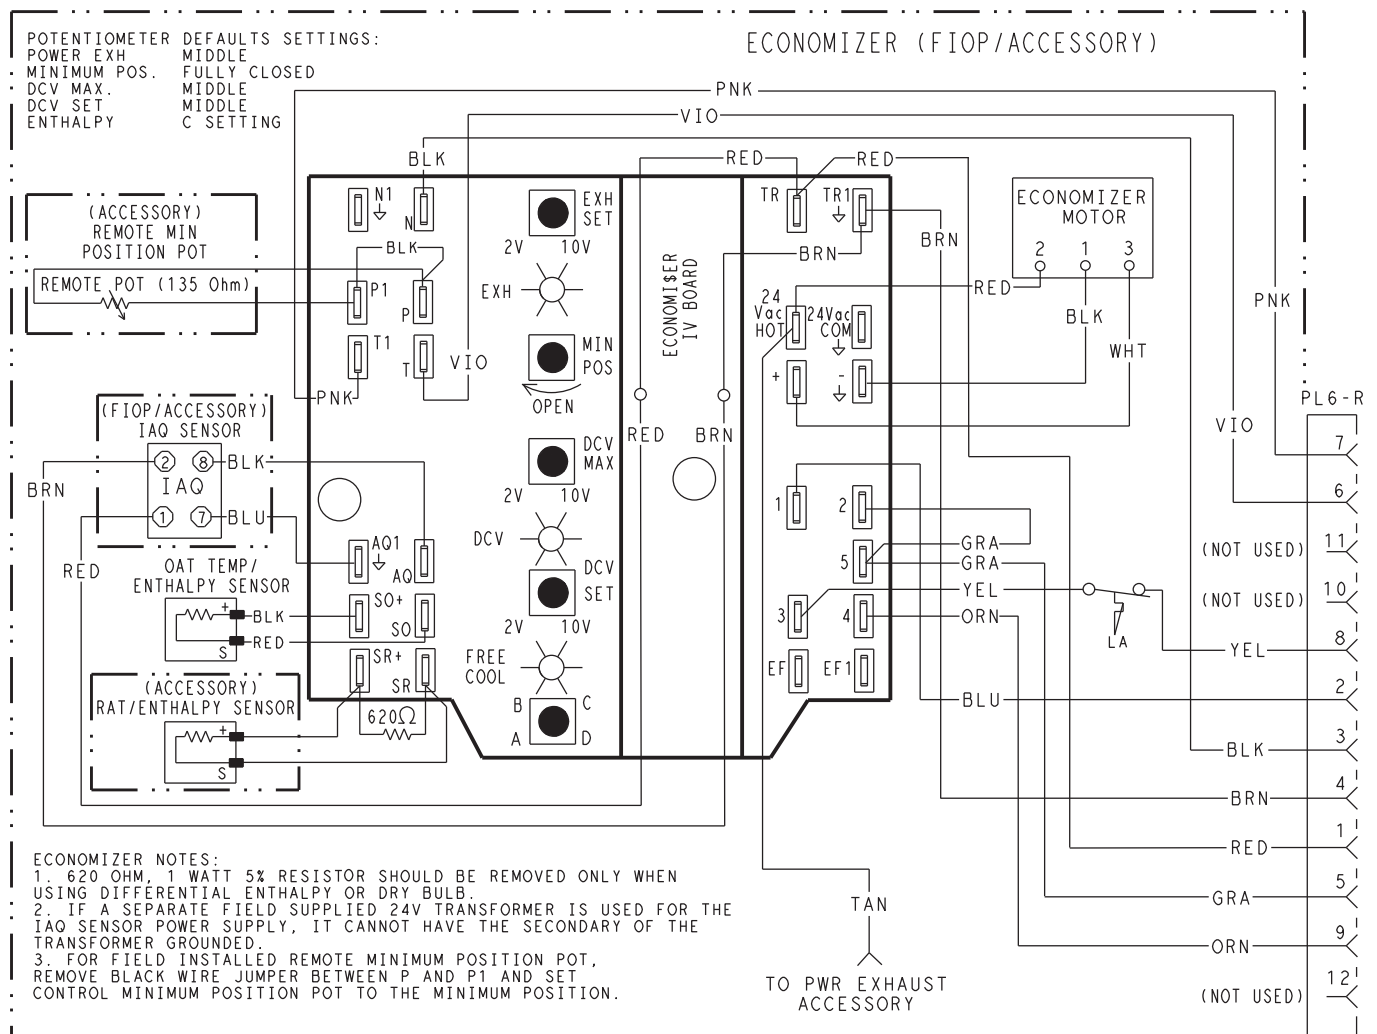 POTENTIOMETER DEFAULTS SETTINGS:
POWER EXH MIDDLE
MINIMUM POS. FULLY CLOSED
DCV MAX. MIDDLE
DCV SET MIDDLE
ENTHALPY C SETTING
ECONOMIZER (FIOP/ACCESSORY)
PNK
VIO
BLK
RED
RED
(ACCESSORY)
REMOTE MIN
POSITION POT
REMOTE POT (135 Ohm)
N1
N
BLK
P1
P
T1
T
VIO
PNK
EXH
SET
2V 10V
EXH
MIN
POS
OPEN
DCV
MAX
2V 10V
DCV
DCV
SET
2V 10V
FREE
COOL
B C
A D
ECONOMI$ER
IV BOARD
RED
BRN
TR
TR1
BRN
BRN
24
Vac
HOT
24Vac
COM
+
-
ECONOMIZER
MOTOR
2 1 3
RED
BLK
WHT
PNK
VIO
PL6-R
7
6
11
(NOT USED)
10
(NOT USED)
8
YEL
2
3
BLK
4
BRN
1
RED
5
GRA
9
ORN
12
(NOT USED)
1
2
5
3
4
EF
EF1
GRA
GRA
YEL
ORN
LA
BLU
(FIOP/ACCESSORY)
IAQ SENSOR
2 8
IAQ
1 7
BLK
BLU
BRN
RED
AQ1
AQ
OAT TEMP/
ENTHALPY SENSOR
+
S
BLK
RED
SO+
SO
SR+
SR
620Ω
(ACCESSORY)
RAT/ENTHALPY SENSOR
+
S
TAN
TO PWR EXHAUST
ACCESSORY
ECONOMIZER NOTES:
1. 620 OHM, 1 WATT 5% RESISTOR SHOULD BE REMOVED ONLY WHEN
USING DIFFERENTIAL ENTHALPY OR DRY BULB.
2. IF A SEPARATE FIELD SUPPLIED 24V TRANSFORMER IS USED FOR THE
IAQ SENSOR POWER SUPPLY, IT CANNOT HAVE THE SECONDARY OF THE
TRANSFORMER GROUNDED.
3. FOR FIELD INSTALLED REMOTE MINIMUM POSITION POT,
REMOVE BLACK WIRE JUMPER BETWEEN P AND P1 AND SET
CONTROL MINIMUM POSITION POT TO THE MINIMUM POSITION.